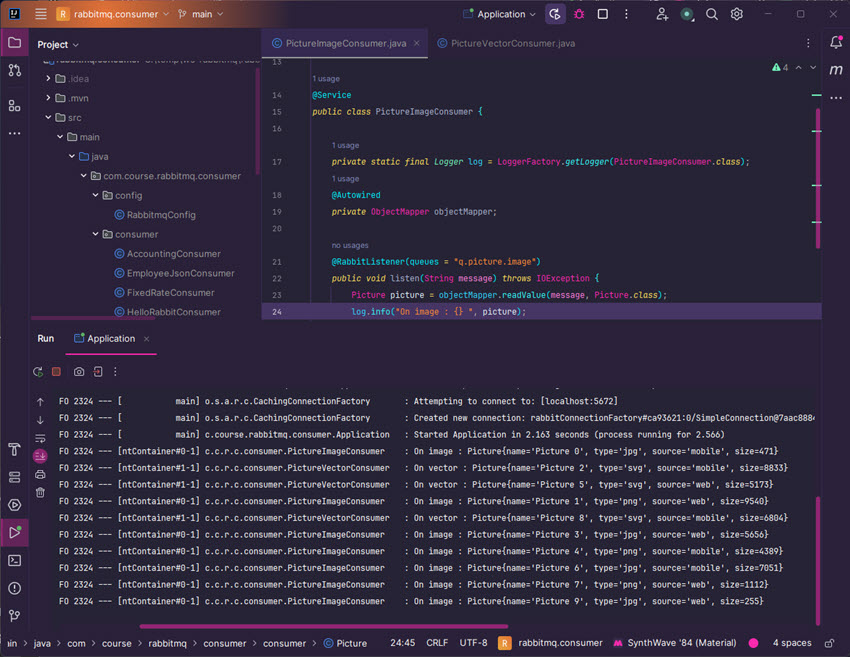 R rabbitmq.consumer main Application
Project
PictureImageConsumer.java PictureVectorConsumer.java
.idea
.mvn
src
main
java
com.course.rabbitmq.consumer
config
RabbitmqConfig
consumer
AccountingConsumer
EmployeeJsonConsumer
FixedRateConsumer
HelloRabbitConsumer
4
13
1 usage
14 @Service
15 public class PictureImageConsumer {
16
1 usage
17 private static final Logger log = LoggerFactory.getLogger(PictureImageConsumer.class);
1 usage
18 @Autowired
19 private ObjectMapper objectMapper;
20
no usages
21 @RabbitListener(queues = "q.picture.image")
22 public void listen(String message) throws IOException {
23 Picture picture = objectMapper.readValue(message, Picture.class);
24 log.info("On image : {} ", picture);
Run Application
FO 2324 --- [ main] o.s.a.r.c.CachingConnectionFactory : Attempting to connect to: [localhost:5672]
FO 2324 --- [ main] o.s.a.r.c.CachingConnectionFactory : Created new connection: rabbitConnectionFactory#ca93621:0/SimpleConnection@7aac888
FO 2324 --- [ main] c.course.rabbitmq.consumer.Application : Started Application in 2.163 seconds (process running for 2.566)
FO 2324 --- [ntContainer#0-1] c.c.r.c.consumer.PictureImageConsumer : On image : Picture{name='Picture 0', type='jpg', source='mobile', size=471}
FO 2324 --- [ntContainer#1-1] c.c.r.c.consumer.PictureVectorConsumer : On vector : Picture{name='Picture 2', type='svg', source='mobile', size=8833}
FO 2324 --- [ntContainer#1-1] c.c.r.c.consumer.PictureVectorConsumer : On vector : Picture{name='Picture 5', type='svg', source='web', size=5173}
FO 2324 --- [ntContainer#0-1] c.c.r.c.consumer.PictureImageConsumer : On image : Picture{name='Picture 1', type='png', source='web', size=9540}
FO 2324 --- [ntContainer#1-1] c.c.r.c.consumer.PictureVectorConsumer : On vector : Picture{name='Picture 8', type='svg', source='mobile', size=6804}
FO 2324 --- [ntContainer#0-1] c.c.r.c.consumer.PictureImageConsumer : On image : Picture{name='Picture 3', type='jpg', source='web', size=5656}
FO 2324 --- [ntContainer#0-1] c.c.r.c.consumer.PictureImageConsumer : On image : Picture{name='Picture 4', type='png', source='mobile', size=4389}
FO 2324 --- [ntContainer#0-1] c.c.r.c.consumer.PictureImageConsumer : On image : Picture{name='Picture 6', type='jpg', source='mobile', size=7051}
FO 2324 --- [ntContainer#0-1] c.c.r.c.consumer.PictureImageConsumer : On image : Picture{name='Picture 7', type='png', source='web', size=1112}
FO 2324 --- [ntContainer#0-1] c.c.r.c.consumer.PictureImageConsumer : On image : Picture{name='Picture 9', type='jpg', source='web', size=255}
ain java com course rabbitmq consumer consumer Picture 24:45 CRLF UTF-8 R rabbitmq.consumer SynthWave '84 (Material) 4 spaces